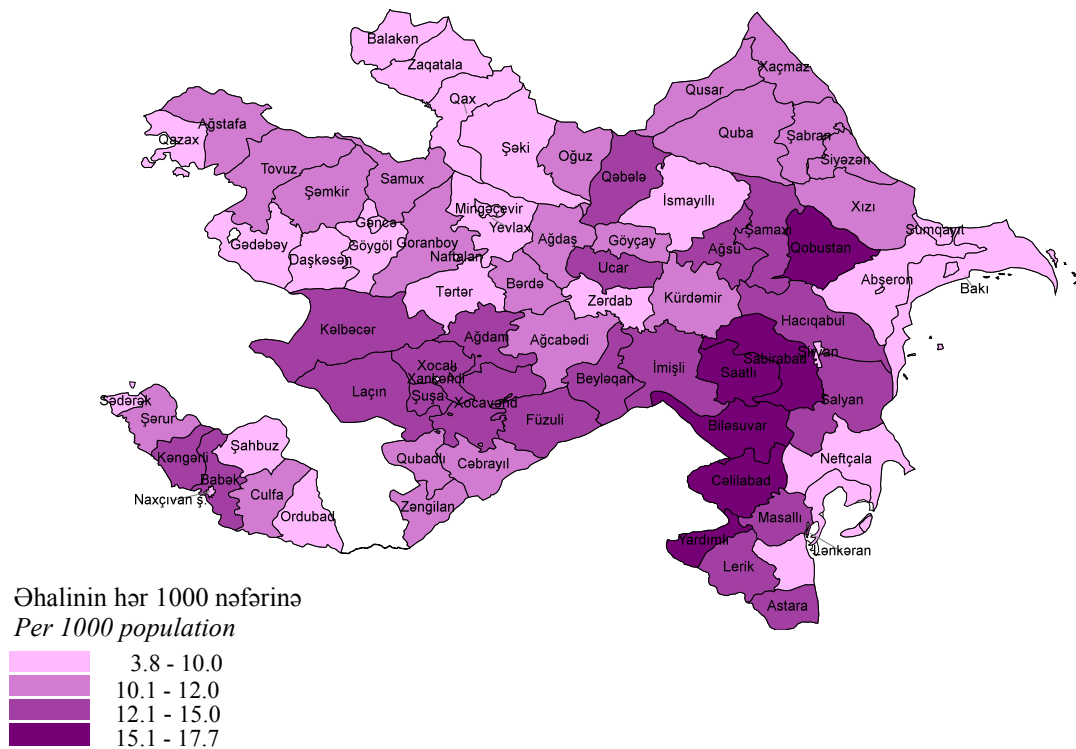 Balakən
Zaqatala
Qax
Şəki
Oğuz
Qəbələ
Qusar
Xaçmaz
Quba
Şabran
Siyəzən
Xızı
Sumqayıt
Abşeron
Bakı
Qazax
Ağstafa
Tovuz
Şəmkir
Samux
Gədəbəy
Daşkəsən
Gəncə
Göygöl
Goranboy
Naftalan
Mingəçevir
Yevlax
Ağdaş
Göyçay
Ucar
İsmayıllı
Ağsu
Şamaxı
Qobustan
Tərtər
Bərdə
Zərdab
Kürdəmir
Hacıqabul
Kəlbəcər
Ağdam
Ağcabədi
İmişli
Sabirabad
Şirvan
Saatlı
Salyan
Laçın
Xocalı
Xankəndi
Şuşa
Xocavənd
Füzuli
Beyləqan
Biləsuvar
Neftçala
Qubadlı
Cəbrayıl
Zəngilan
Cəlilabad
Masallı
Yardımlı
Lənkəran
Lerik
Astara
Sədərək
Şərur
Kəngərli
Şahbuz
Babək
Naxçıvan ş.
Culfa
Ordubad
Əhalinin hər 1000 nəfərinə
Per 1000 population
3.8 - 10.0
10.1 - 12.0
12.1 - 15.0
15.1 - 17.7